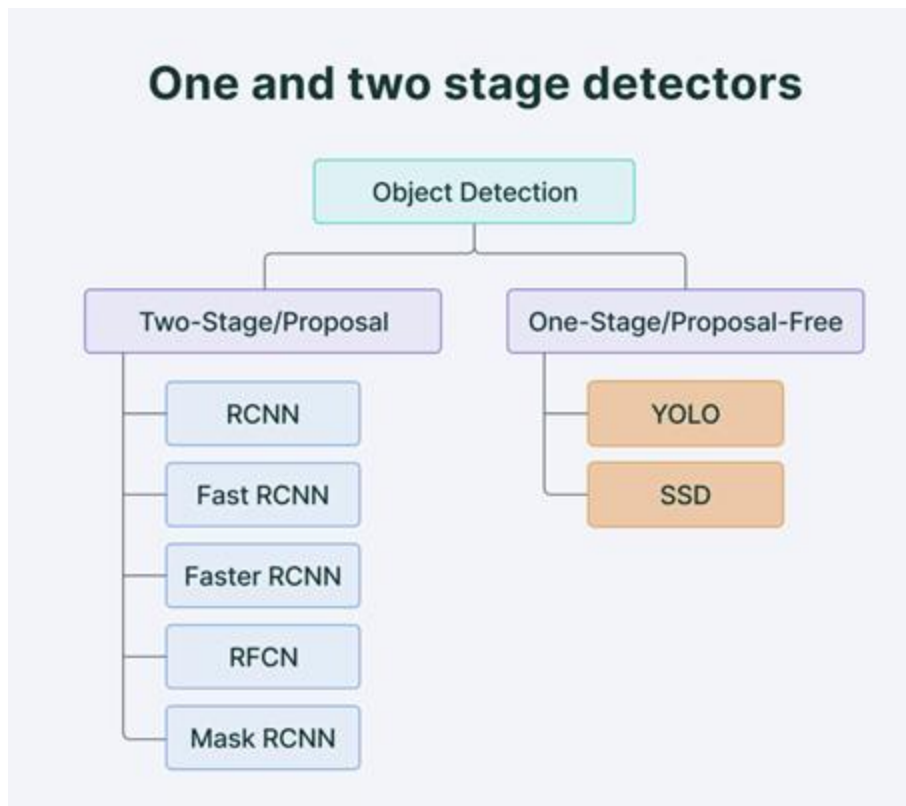 One and two stage detectors
Object Detection
Two-Stage/Proposal
One-Stage/Proposal-Free
RCNN
Fast RCNN
Faster RCNN
RFCN
Mask RCNN
YOLO
SSD